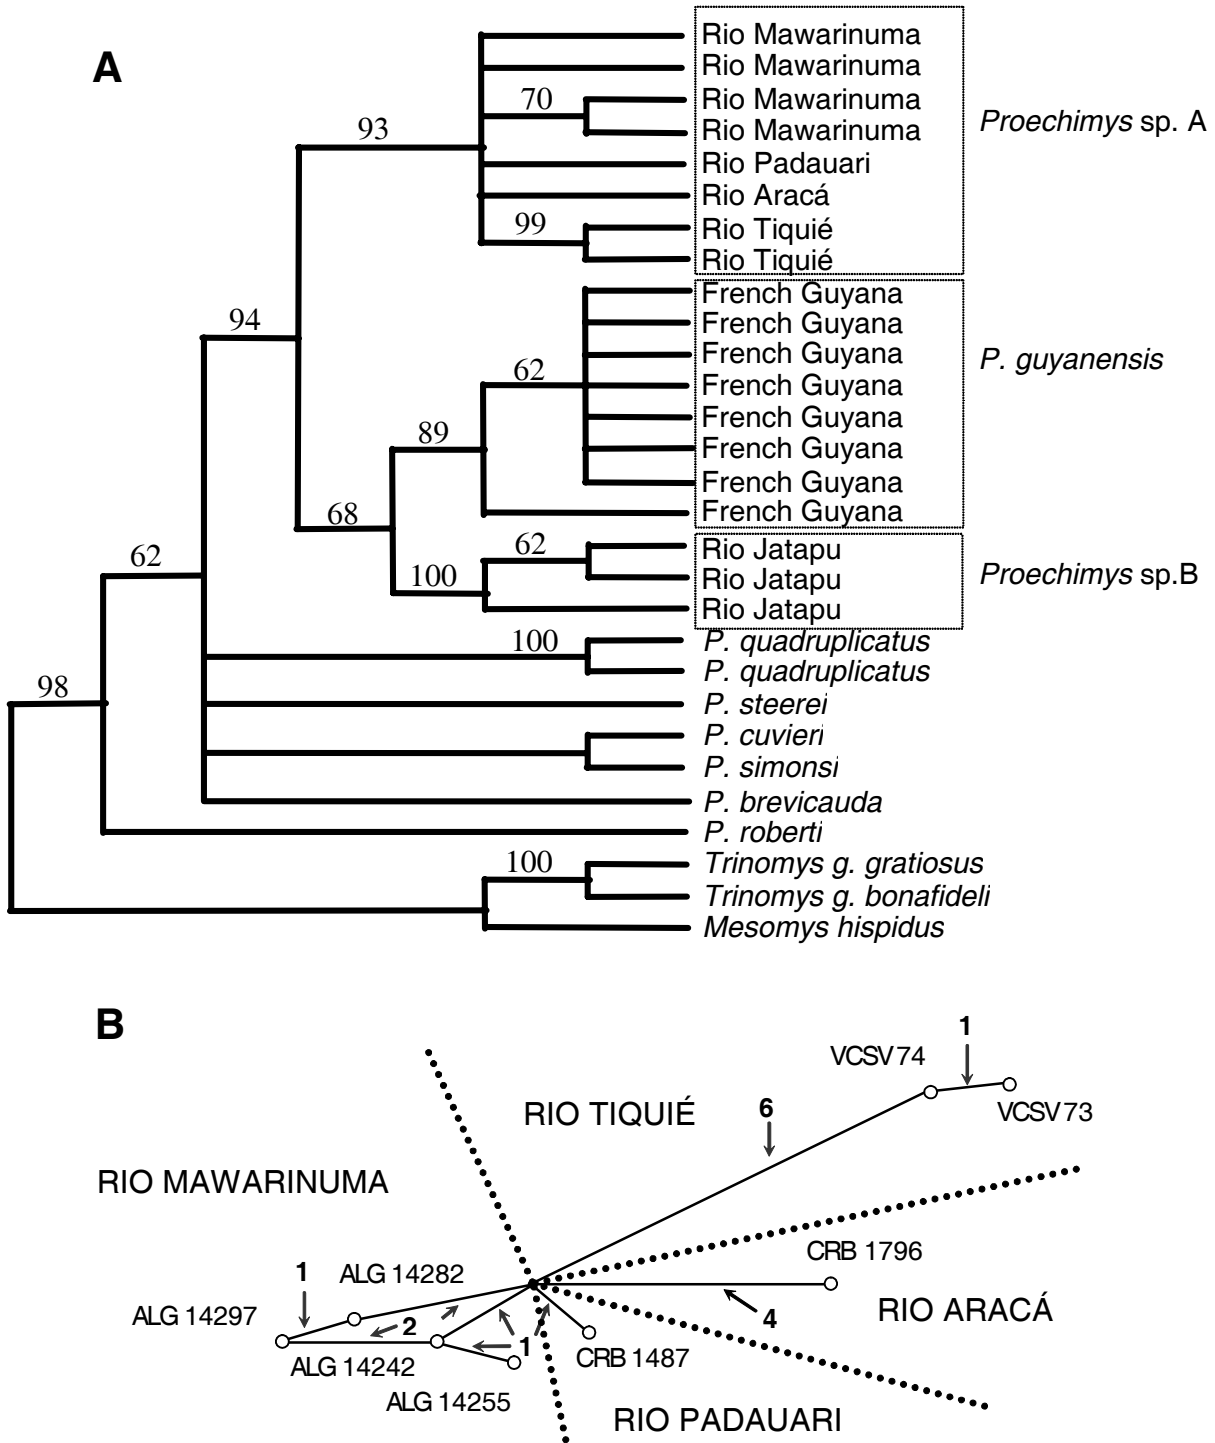 A
Rio Mawarinuma
Rio Mawarinuma
70
Rio Mawarinuma
Rio Mawarinuma
93
Rio Padauari
Rio Aracá
99
Rio Tiquié
Rio Tiquié
Proechimys sp. A
French Guyana
French Guyana
French Guyana
French Guyana
French Guyana
French Guyana
French Guyana
French Guyana
P. guyanensis
94
62
89
68
62
100
Rio Jatapu
Rio Jatapu
Rio Jatapu
Proechimys sp.B
62
98
100
P. quadruplicatus
P. quadruplicatus
P. steerei
P. cuvieri
P. simonsi
P. brevicauda
P. roberti
100
Trinomys g. gratiosus
Trinomys g. bonafideli
Mesomys hispidus
B
1
VCSV 74
VCSV 73
RIO TIQUIÉ
6
RIO MAWARINUMA
CRB 1796
1
ALG 14282
ALG 14297
2
4
RIO ARACÁ
1
ALG 14242
CRB 1487
ALG 14255
RIO PADAUARI